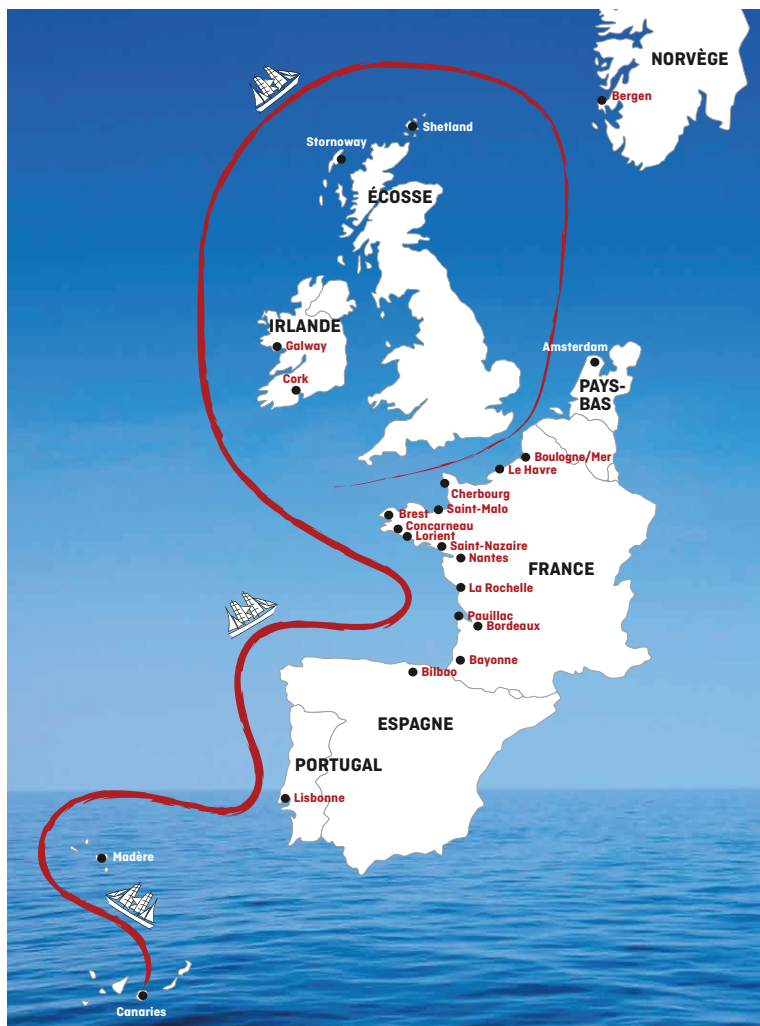 NORVÈGE
Bergen
Shetland
Stornoway
ÉCOSSE
IRLANDE
Galway
Cork
Amsterdam
PAYS-
BAS
Boulogne/Mer
Le Havre
Cherbourg
Saint-Malo
Brest
Concarneau
Lorient
Saint-Nazaire
Nantes
FRANCE
La Rochelle
Pauillac
Bordeaux
Bayonne
Bilbao
ESPAGNE
PORTUGAL
Lisbonne
Madère
Canaries